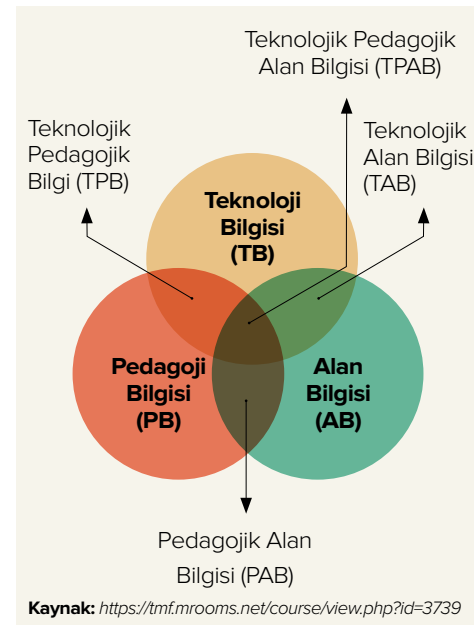 Teknolojik Pedagojik
Alan Bilgisi (TPAB)
Teknolojik
Pedagojik
Bilgi (TPB)
Teknolojik
Alan Bilgisi
(TAB)
Teknoloji
Bilgisi
(TB)
Pedagoji
Bilgisi
(PB)
Alan
Bilgisi
(AB)
Pedagojik Alan
Bilgisi (PAB)
Kaynak: https://tmf.mrooms.net/course/view.php?id=3739